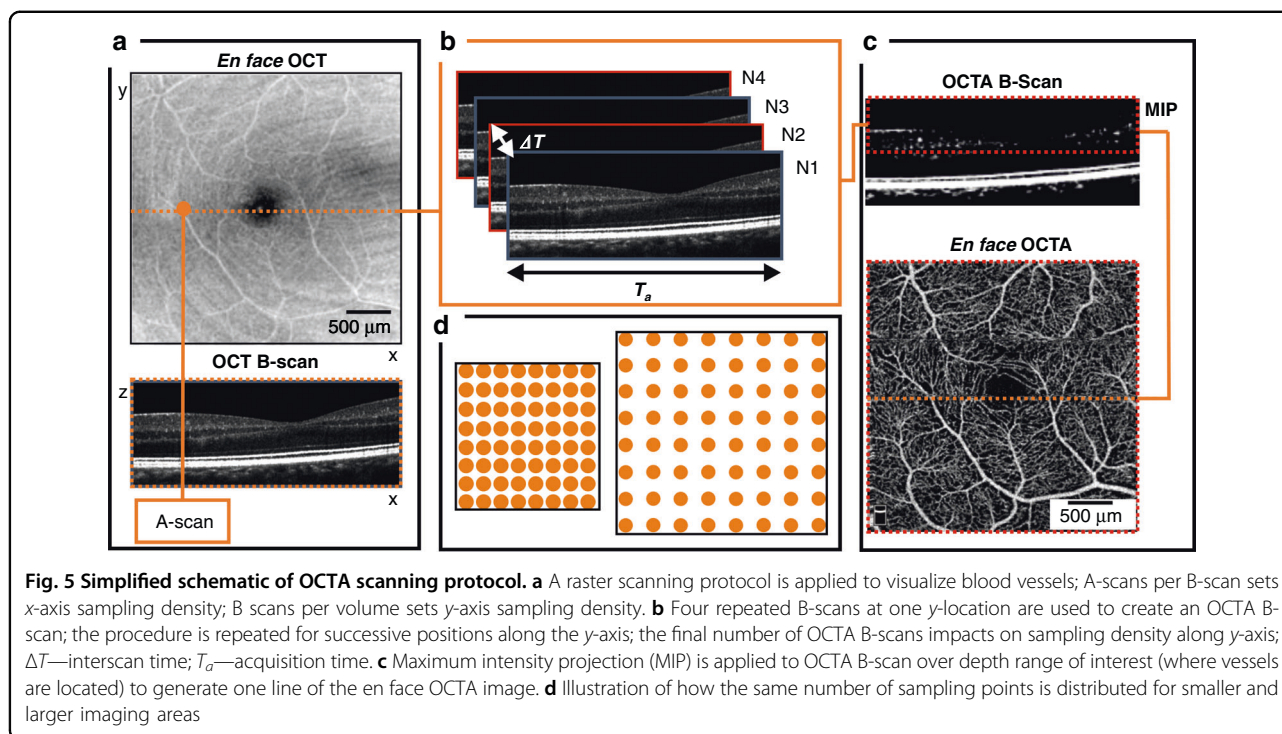 a
En face OCT
y
500 μm
x
OCT B-scan
z
x
A-scan
b
N4
N3
N2
N1
ΔT
Ta
c
OCTA B-Scan
MIP
En face OCTA
500 μm
d
Fig. 5 Simplified schematic of OCTA scanning protocol. a A raster scanning protocol is applied to visualize blood vessels; A-scans per B-scan sets
x-axis sampling density; B scans per volume sets y-axis sampling density. b Four repeated B-scans at one y-location are used to create an OCTA B-
scan; the procedure is repeated for successive positions along the y-axis; the final number of OCTA B-scans impacts on sampling density along y-axis;
ΔT—interscan time; Ta—acquisition time. c Maximum intensity projection (MIP) is applied to OCTA B-scan over depth range of interest (where vessels
are located) to generate one line of the en face OCTA image. d Illustration of how the same number of sampling points is distributed for smaller and
larger imaging areas